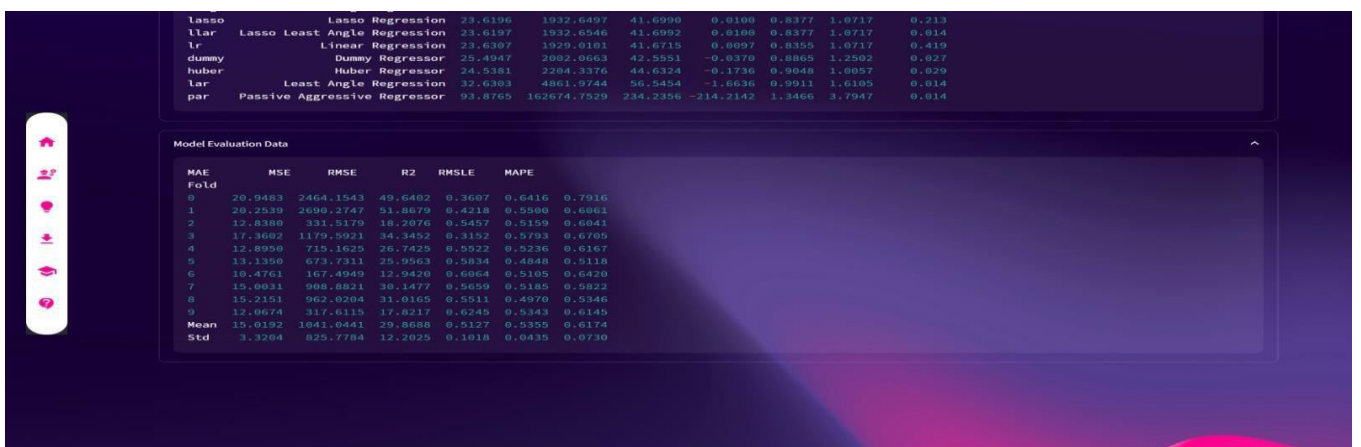 lasso Lasso Regression 23.6196 1932.6497 41.6990 0.0100 0.8377 1.0717 0.213
llar Lasso Least Angle Regression 23.6197 1932.6546 41.6992 0.0100 0.8377 1.0717 0.014
lr Linear Regression 23.6307 1929.0101 41.6715 0.0097 0.8355 1.0717 0.419
dummy Dummy Regressor 25.4947 2002.0663 42.5551 -0.0370 0.8865 1.2502 0.027
huber Huber Regressor 24.5381 2204.3376 44.6324 -0.1736 0.9048 1.0057 0.029
lar Least Angle Regression 32.6303 4861.9744 56.5454 -1.6636 0.9911 1.6105 0.014
par Passive Aggressive Regressor 93.8765 162674.7529 234.2356 -214.2142 1.3466 3.7947 0.014
Model Evaluation Data
MAE MSE RMSE R2 RMSLE MAPE
Fold
0 20.9483 2464.1543 49.6402 0.3607 0.6416 0.7916
1 20.2539 2690.2747 51.8679 0.4218 0.5500 0.6061
2 12.8380 331.5179 18.2076 0.5457 0.5159 0.6041
3 17.3602 1179.5921 34.3452 0.3152 0.5793 0.6705
4 12.8950 715.1625 26.7425 0.5522 0.5236 0.6167
5 13.1350 673.7311 25.9563 0.5834 0.4848 0.5118
6 10.4761 167.4949 12.9420 0.6064 0.5105 0.6420
7 15.0031 908.8821 30.1477 0.5659 0.5185 0.5822
8 15.2151 962.0204 31.0165 0.5511 0.4970 0.5346
9 12.0674 317.6115 17.8217 0.6245 0.5343 0.6145
Mean 15.0192 1041.0441 29.8688 0.5127 0.5355 0.6174
Std 3.3204 825.7784 12.2025 0.1018 0.0435 0.0730